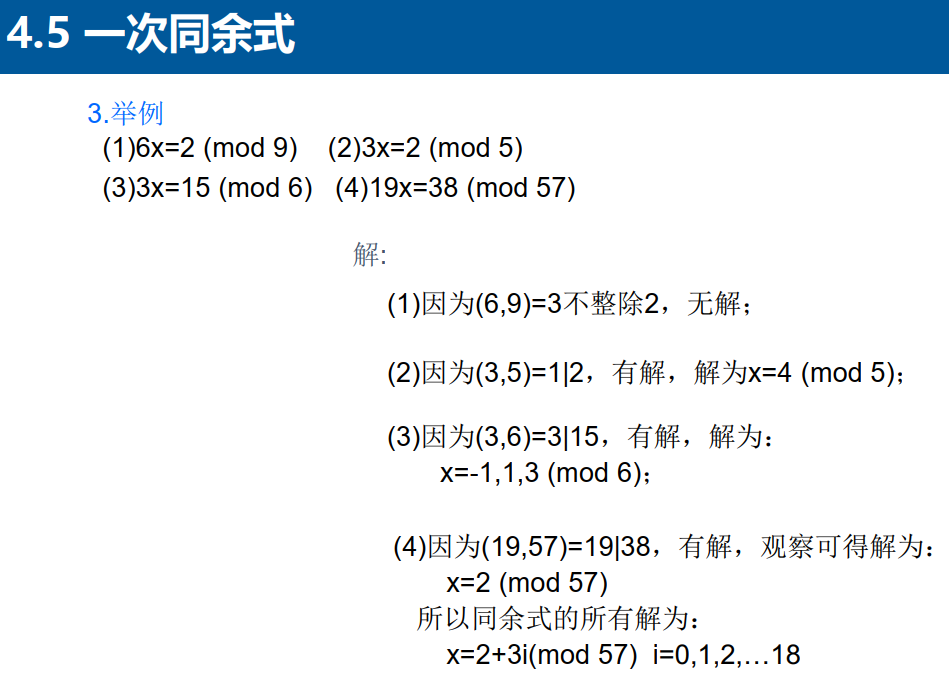 4.5 一次同余式
3.举例
(1)6x=2 (mod 9) (2)3x=2 (mod 5)
(3)3x=15 (mod 6) (4)19x=38 (mod 57)
解:
(1)因为(6,9)=3不整除2，无解；
(2)因为(3,5)=1|2，有解，解为x=4 (mod 5)；
(3)因为(3,6)=3|15，有解，解为：
x=-1,1,3 (mod 6)；
(4)因为(19,57)=19|38，有解，观察可得解为：
x=2 (mod 57)
所以同余式的所有解为：
x=2+3i(mod 57) i=0,1,2,…18